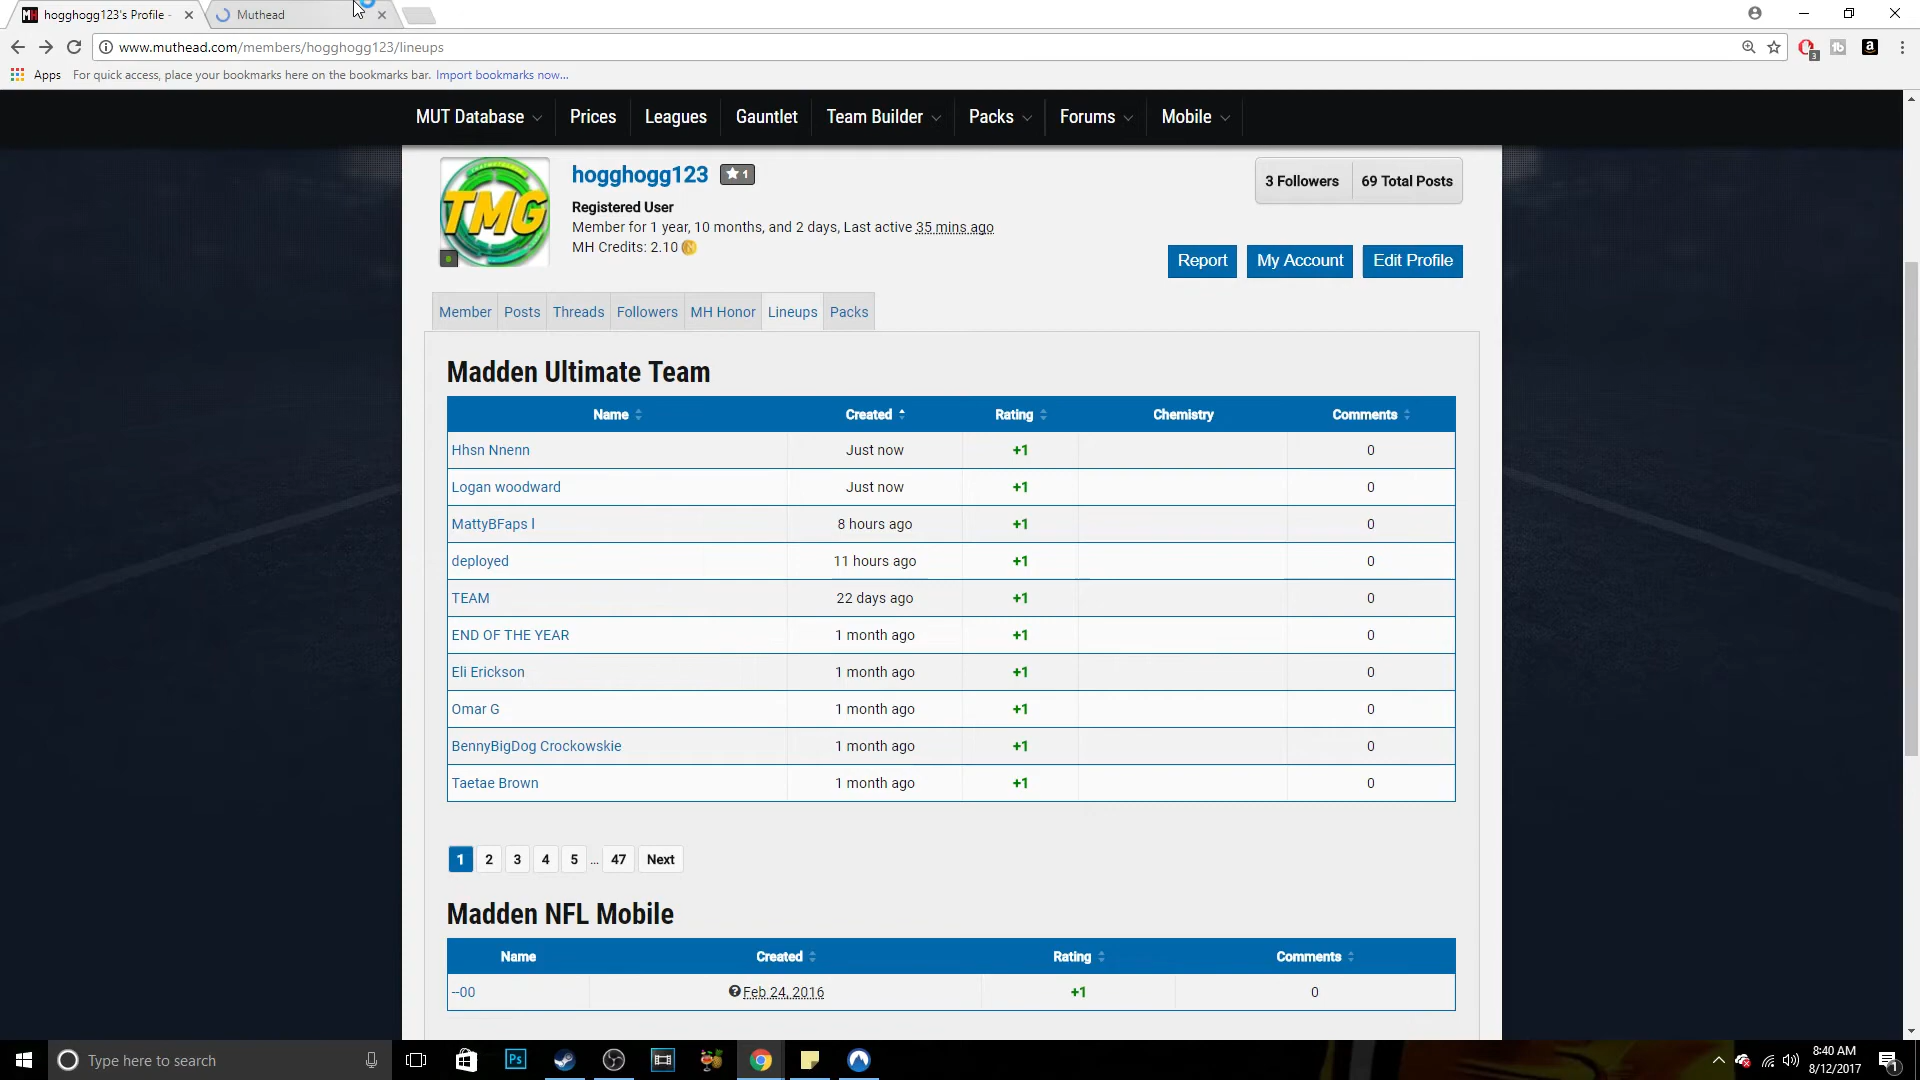 hogghogg123's Profile -
Muthead
www.muthead.com/members/hogghogg123/lineups
3
Apps For quick access, place your bookmarks here on the bookmarks bar. Import bookmarks now...
MUT Database Prices Leagues Gauntlet Team Builder Packs Forums Mobile
TMG
hogghogg123 ★ 1
3 Followers 69 Total Posts
Registered User
Member for 1 year, 10 months, and 2 days, Last active 35 mins ago
MH Credits: 2.10
Report My Account Edit Profile
Member Posts Threads Followers MH Honor Lineups Packs
Madden Ultimate Team
Name Created Rating Chemistry Comments
Hhsn Nnenn Just now +1 0
Logan woodward Just now +1 0
MattyBFaps l 8 hours ago +1 0
deployed 11 hours ago +1 0
TEAM 22 days ago +1 0
END OF THE YEAR 1 month ago +1 0
Eli Erickson 1 month ago +1 0
Omar G 1 month ago +1 0
BennyBigDog Crockowskie 1 month ago +1 0
Taetae Brown 1 month ago +1 0
1 2 3 4 5 ... 47 Next
Madden NFL Mobile
Name Created Rating Comments
--00 Feb 24, 2016 +1 0
Type here to search
Ps
8:40 AM
8/12/2017
1